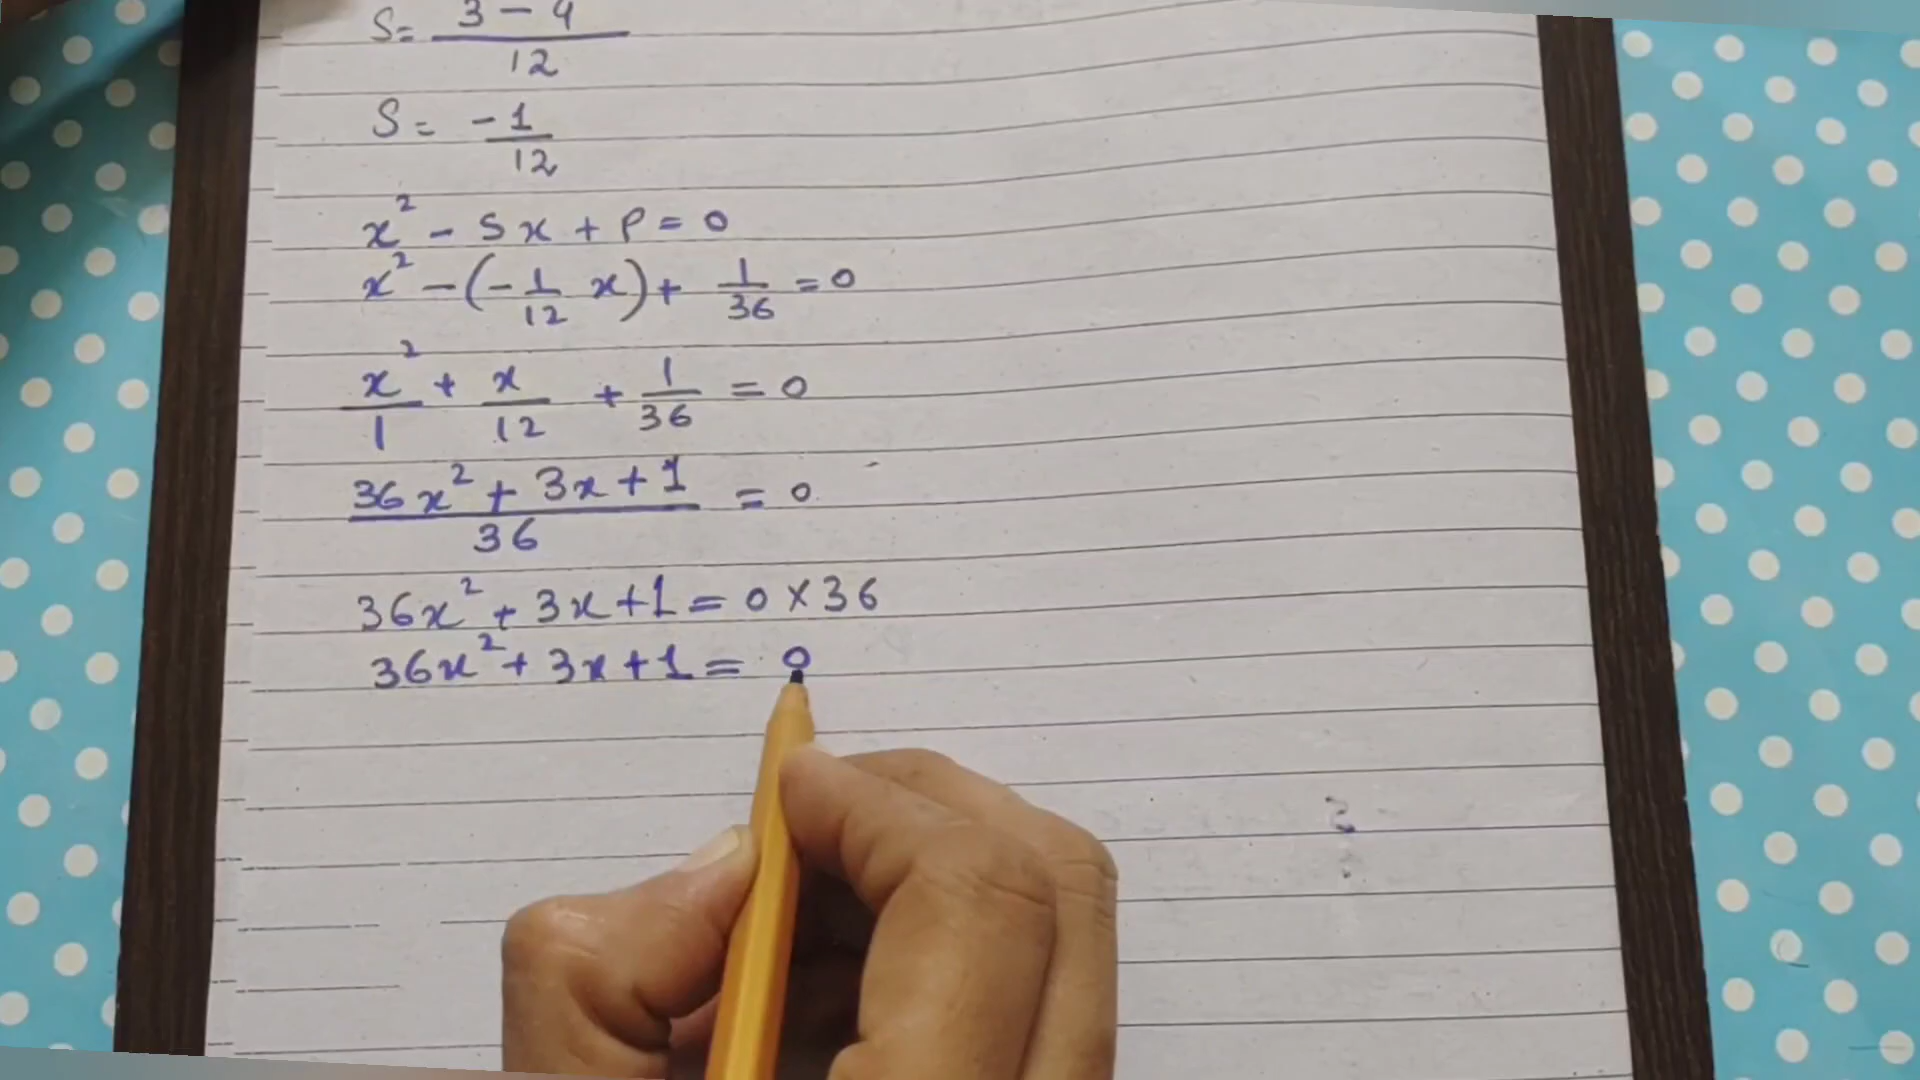 S = 3 - 4 / 12
S = -1/12
x² - Sx + P = 0
x² - (-1/12 x) + 1/36 = 0
x²/1 + x/12 + 1/36 = 0
36x² + 3x + 1 / 36 = 0
36x² + 3x + 1 = 0 × 36
36x² + 3x + 1 = 0